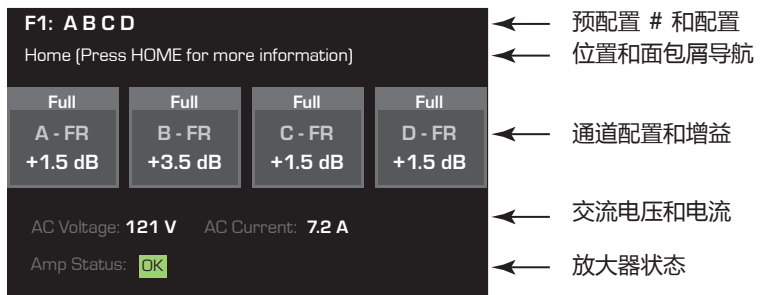 F1: A B C D
预配置 # 和配置
Home (Press HOME for more information)
位置和面包屑导航
Full Full Full Full
A - FR B - FR C - FR D - FR
+1.5 dB +3.5 dB +1.5 dB +1.5 dB
通道配置和增益
AC Voltage: 121 V AC Current: 7.2 A
交流电压和电流
Amp Status: OK
放大器状态